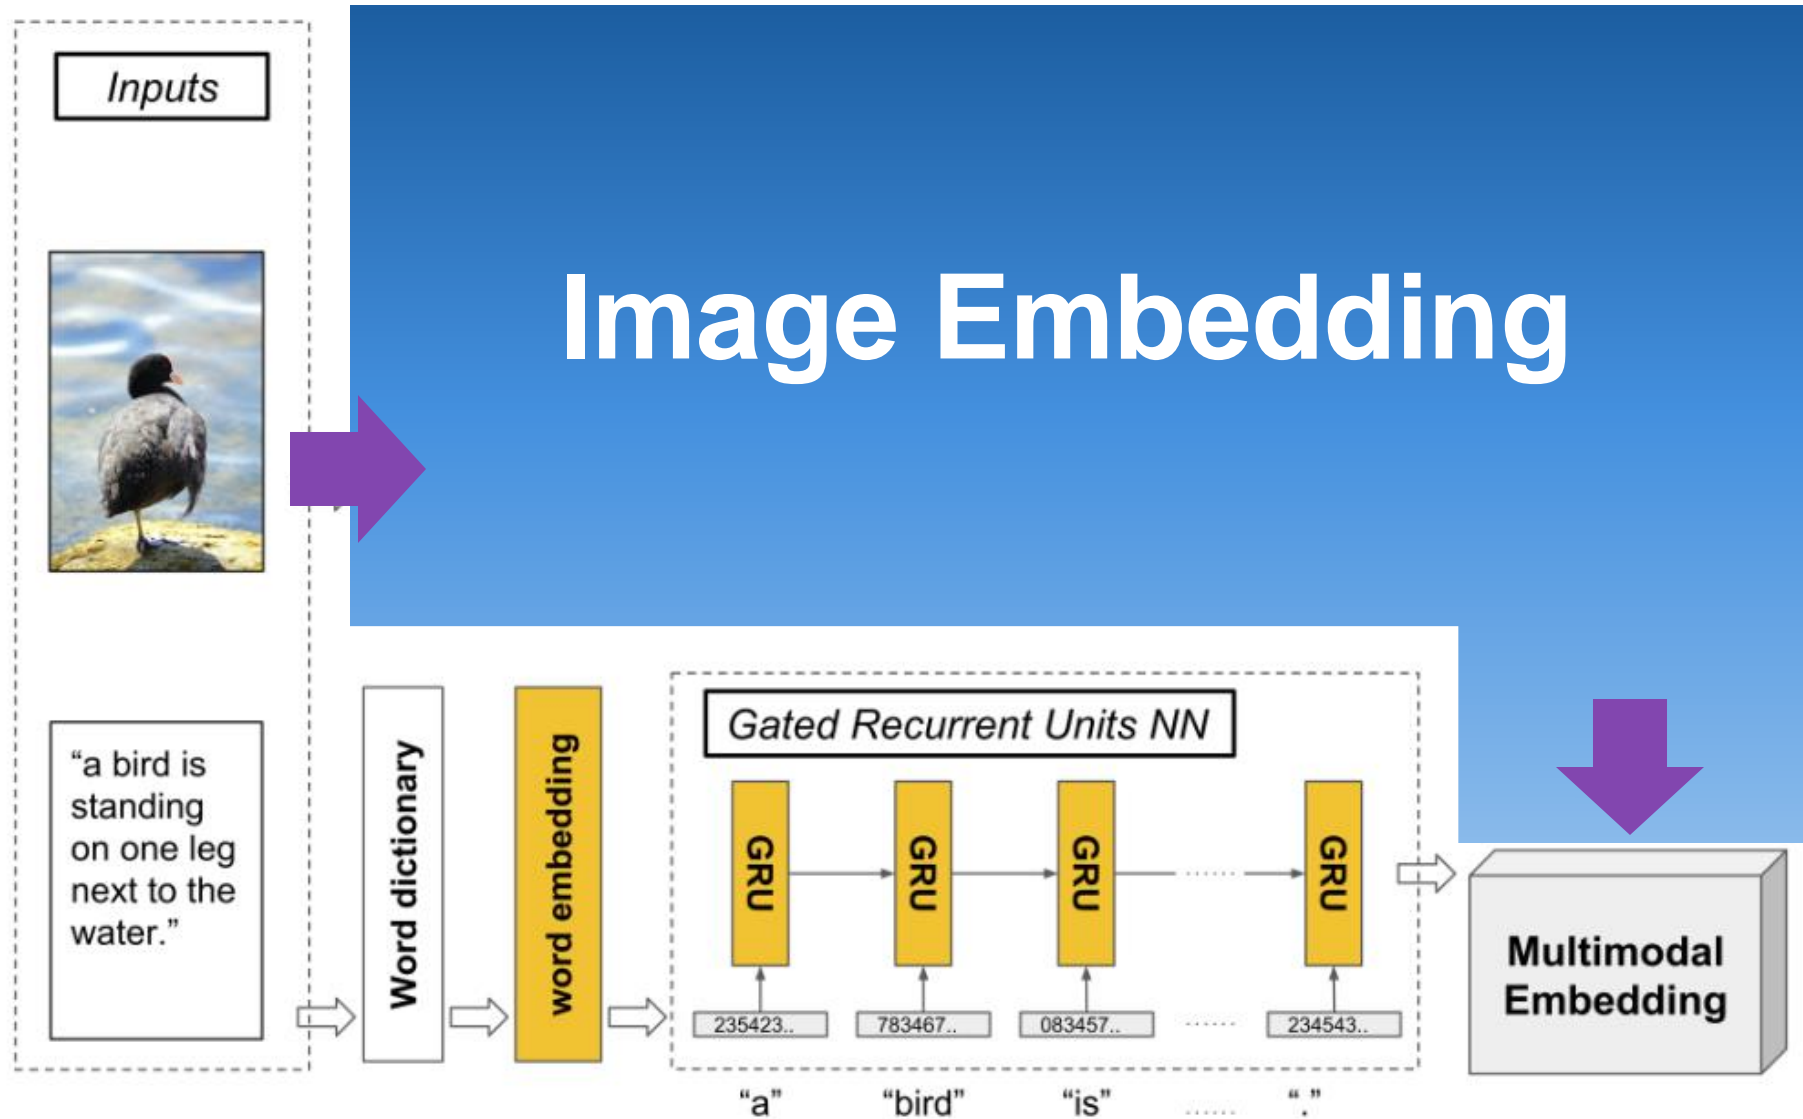 Inputs
Image Embedding
“a bird is
standing
on one leg
next to the
water.”
Word dictionary
word embedding
Gated Recurrent Units NN
GRU GRU GRU ...... GRU
235423.. 783467.. 083457.. ...... 234543..
“a” “bird” “is” ...... “.”
Multimodal
Embedding